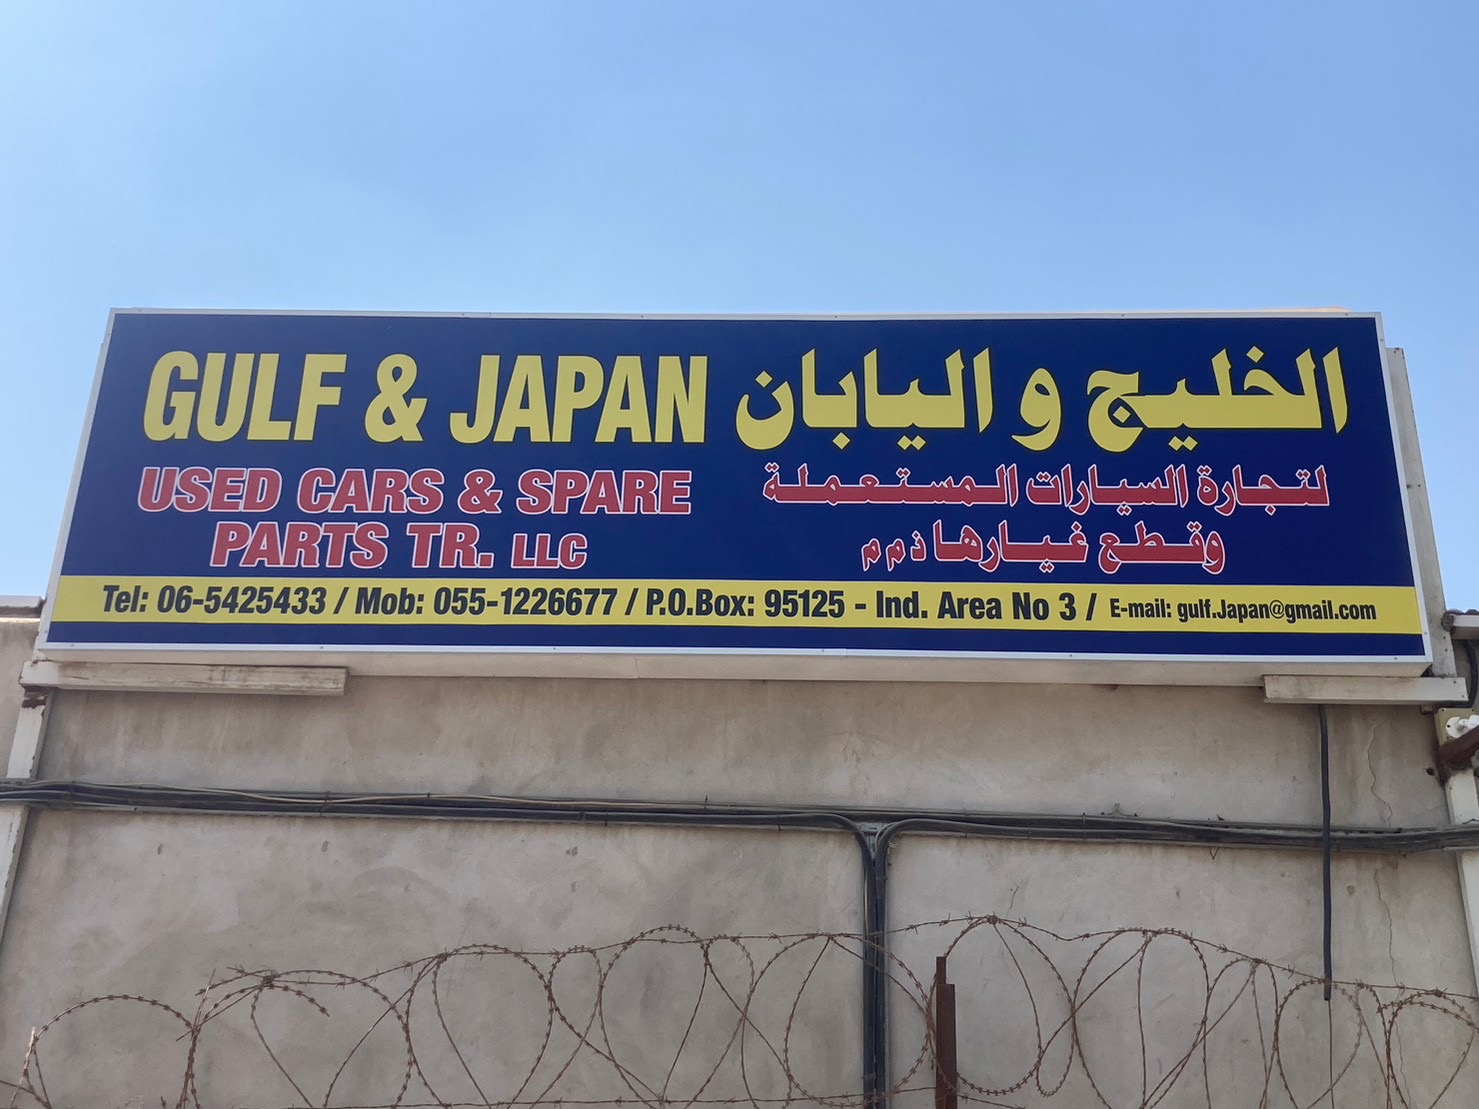 GULF & JAPAN
الخليج و اليابان
USED CARS & SPARE
PARTS TR. LLC
لتجارة السيارات المستعملة
وقطع غيارها ذ م م
Tel: 06-5425433 / Mob: 055-1226677 / P.O.Box: 95125 - Ind. Area No 3 / E-mail: gulf.Japan@gmail.com